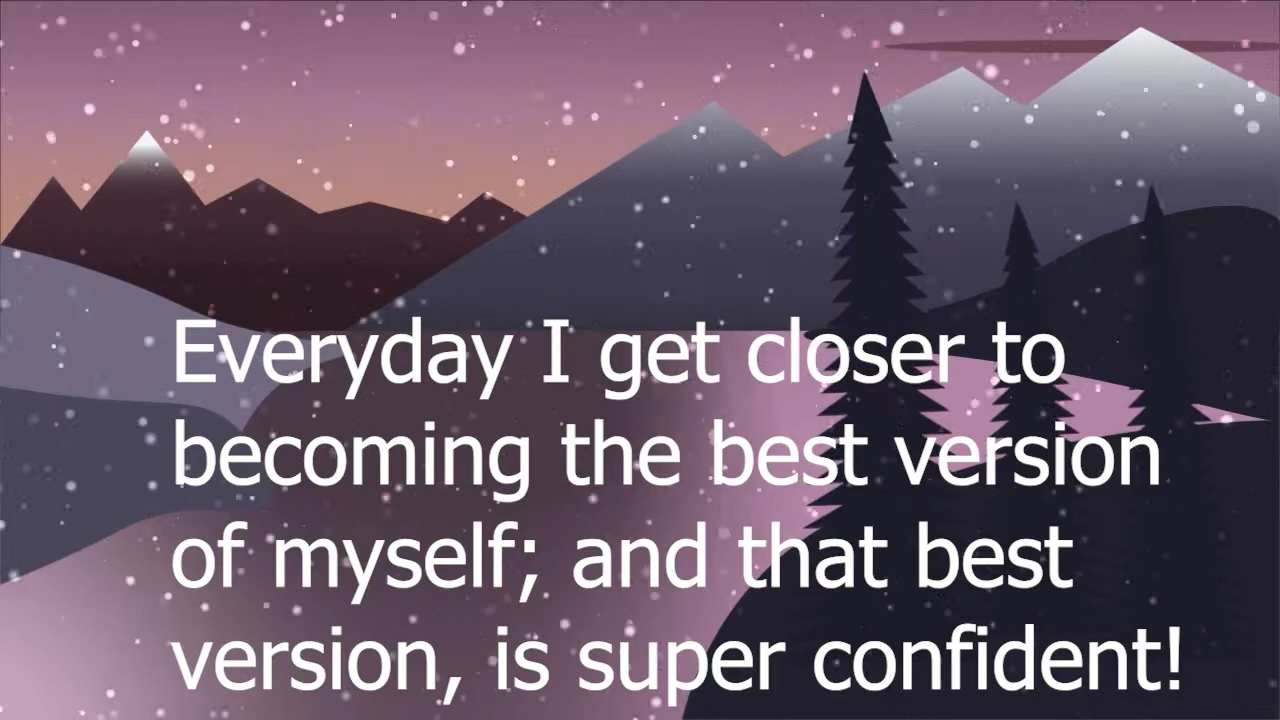 Everyday I get closer to
becoming the best version
of myself; and that best
version, is super confident!